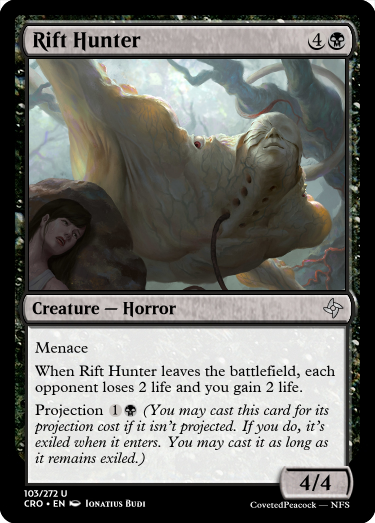 Rift Hunter 4
Creature — Horror
Menace
When Rift Hunter leaves the battlefield, each
opponent loses 2 life and you gain 2 life.
Projection 1 (You may cast this card for its
projection cost if it isn't projected. If you do, it's
exiled when it enters. You may cast it as long as
it remains exiled.)
4/4
103/272 U
CRO • EN Ionatius Budi
CovetedPeacock — NFS